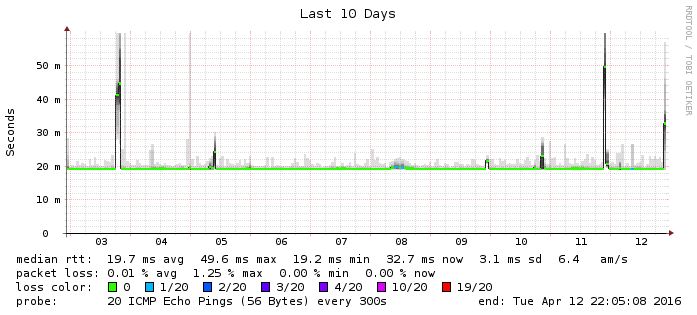 Last 10 Days
RRDTOOL / TOBI OETIKER
Seconds
50 m
40 m
30 m
20 m
10 m
0
03 04 05 06 07 08 09 10 11 12
median rtt: 19.7 ms avg 49.6 ms max 19.2 ms min 32.7 ms now 3.1 ms sd 6.4 am/s
packet loss: 0.01 % avg 1.25 % max 0.00 % min 0.00 % now
loss color: 0 1/20 2/20 3/20 4/20 10/20 19/20
probe: 20 ICMP Echo Pings (56 Bytes) every 300s end: Tue Apr 12 22:05:08 2016